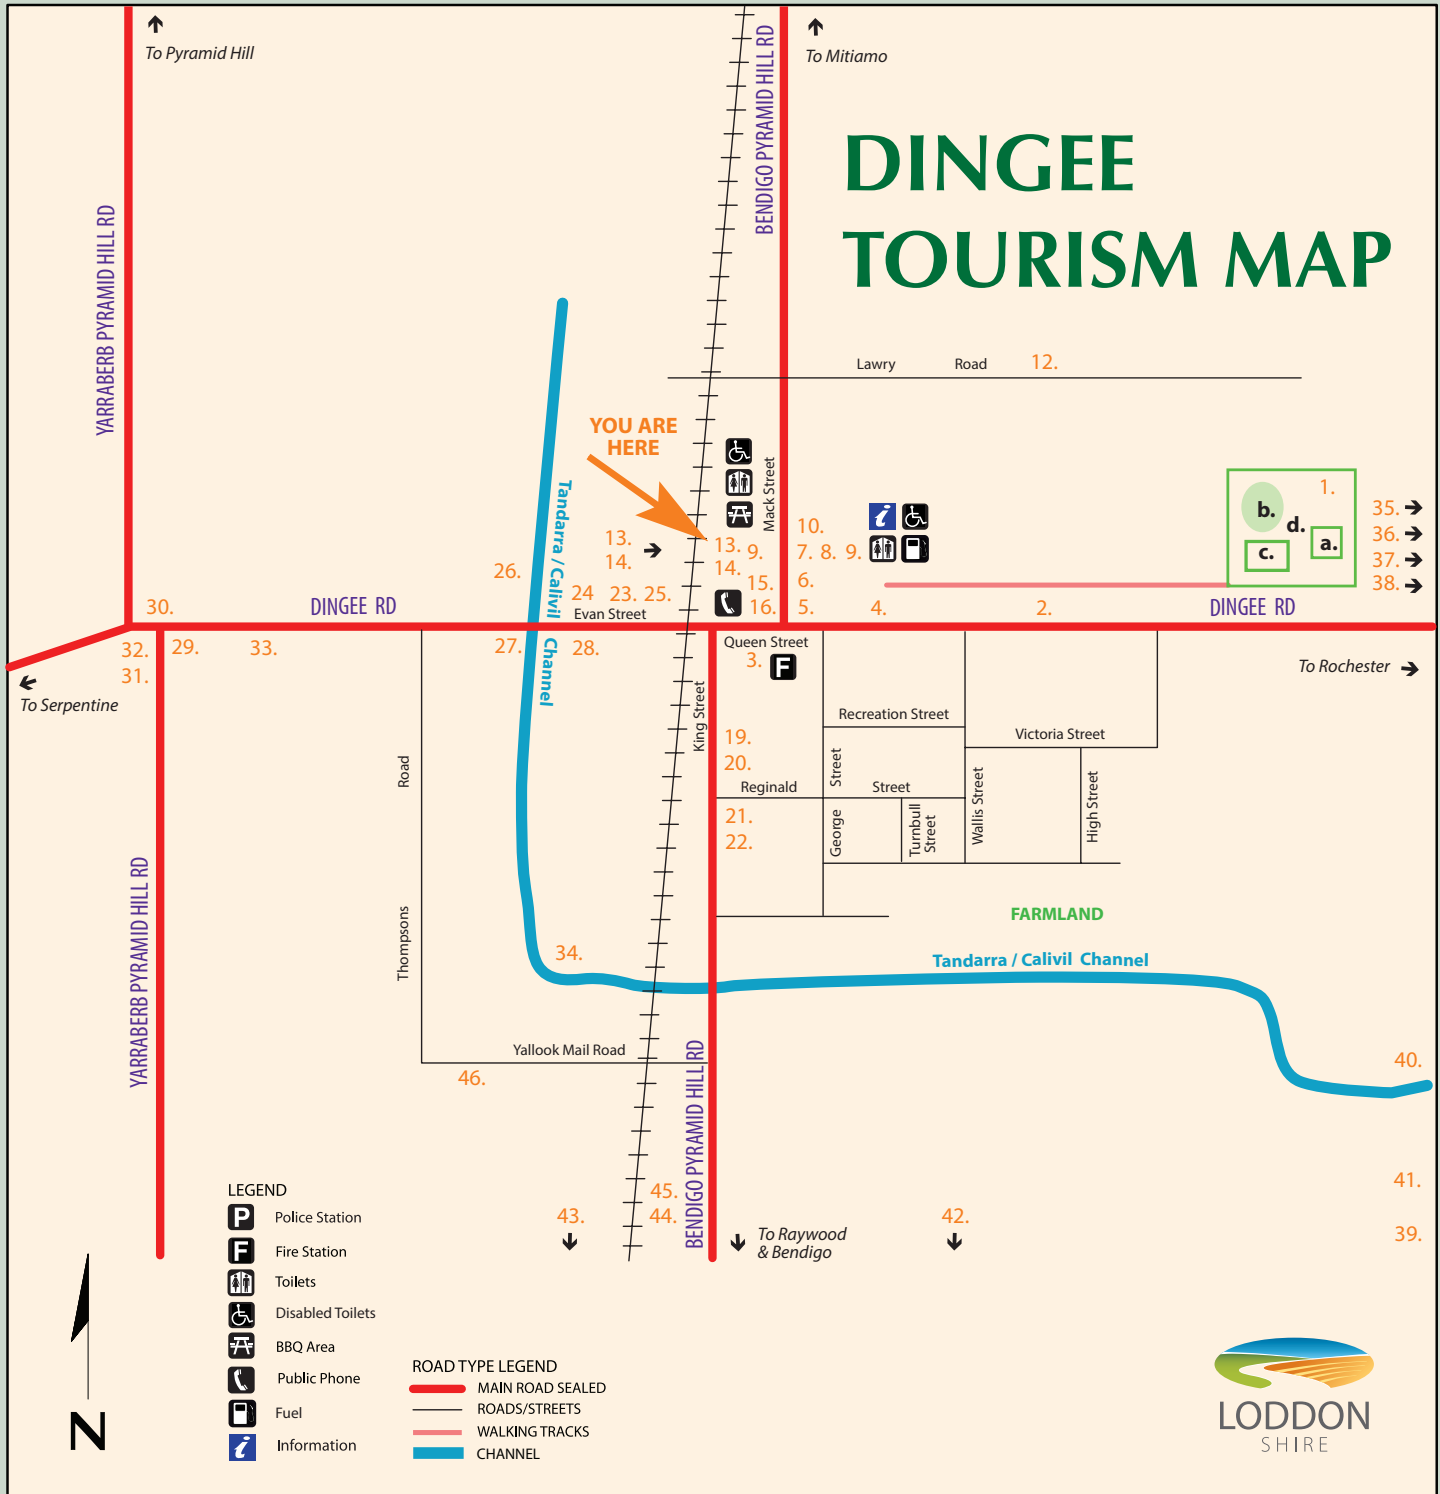 To Pyramid Hill
To Mitiamo
BENDIGO PYRAMID HILL RD
DINGEE
TOURISM MAP
YARRABERB PYRAMID HILL RD
Lawry Road 12.
YOU ARE
HERE
Tandarra / Calivil Channel
Mack Street
1.
b.
d.
a.
c.
35.
36.
37.
38.
10.
7. 8. 9.
6.
5. 4. 2.
13.
14.
13. 9.
14.
15.
16.
26.
24 23. 25.
Evan Street
30.
DINGEE RD
DINGEE RD
32.
31.
29. 33.
27. 28.
Queen Street
3.
F
To Serpentine
To Rochester
King Street
19.
20.
Recreation Street
Victoria Street
Road
Thompsons
Reginald Street
Street
George
Turnbull
Street
Wallis Street
High Street
21.
22.
YARRABERB PYRAMID HILL RD
FARMLAND
34.
Tandarra / Calivil Channel
Yallook Mail Road
46.
BENDIGO PYRAMID HILL RD
40.
41.
39.
45.
44.
43.
42.
To Raywood
& Bendigo
LEGEND
P Police Station
F Fire Station
Toilets
Disabled Toilets
BBQ Area
Public Phone
Fuel
i Information
N
ROAD TYPE LEGEND
MAIN ROAD SEALED
ROADS/STREETS
WALKING TRACKS
CHANNEL
LODDON
SHIRE